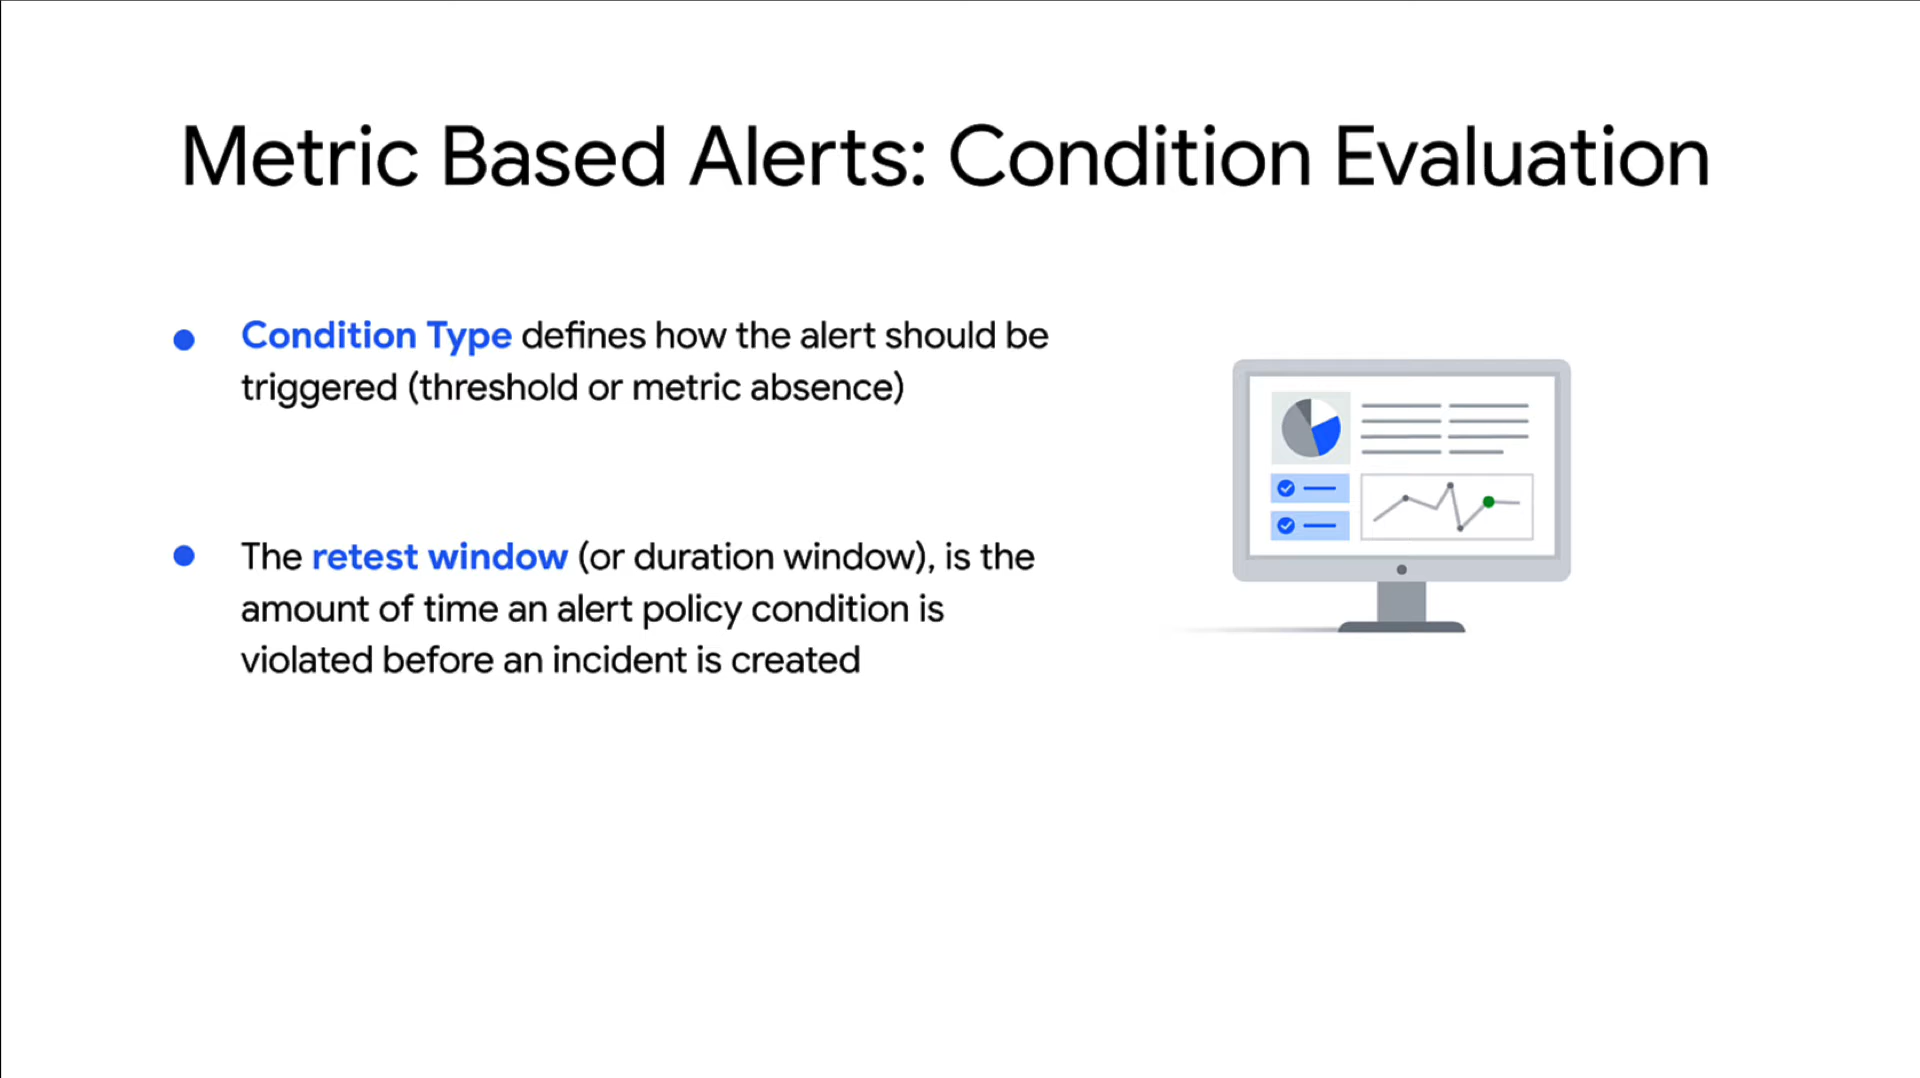 Metric Based Alerts: Condition Evaluation
Condition Type defines how the alert should be
triggered (threshold or metric absence)
The retest window (or duration window), is the
amount of time an alert policy condition is
violated before an incident is created